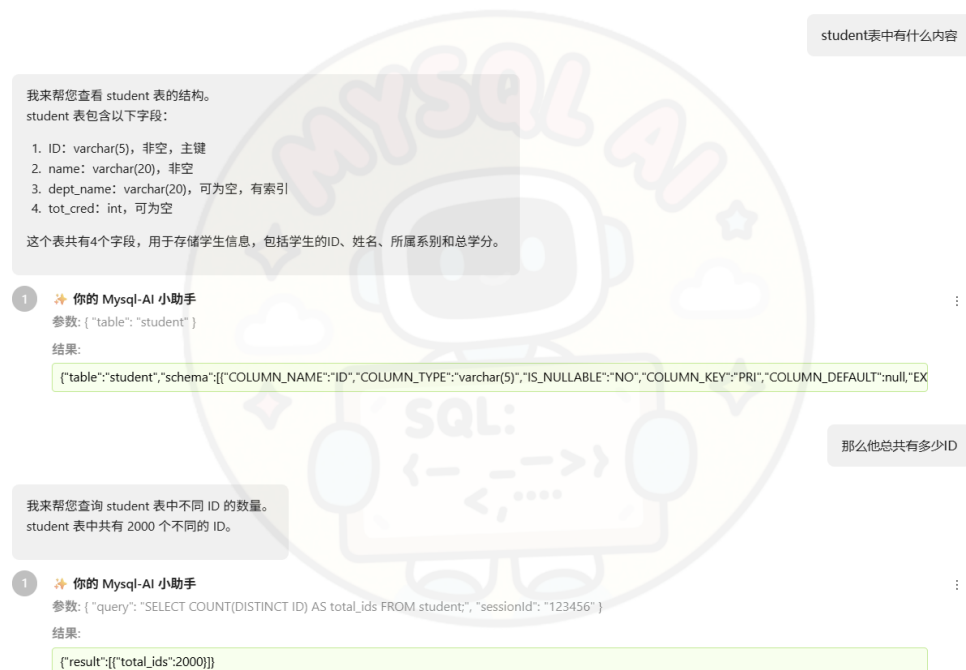 student表中有什么内容
我来帮您查看 student 表的结构。
student 表包含以下字段：
1. ID：varchar(5)，非空，主键
2. name：varchar(20)，非空
3. dept_name：varchar(20)，可为空，有索引
4. tot_cred：int，可为空
这个表共有4个字段，用于存储学生信息，包括学生的ID、姓名、所属系别和总学分。
1 ✨ 你的 Mysql-AI 小助手
参数: { "table": "student" }
结果:
{"table":"student","schema":[{"COLUMN_NAME":"ID","COLUMN_TYPE":"varchar(5)","IS_NULLABLE":"NO","COLUMN_KEY":"PRI","COLUMN_DEFAULT":null,"EX
那么他总共有多少ID
我来帮您查询 student 表中不同 ID 的数量。
student 表中共有 2000 个不同的 ID。
1 ✨ 你的 Mysql-AI 小助手
参数: { "query": "SELECT COUNT(DISTINCT ID) AS total_ids FROM student;", "sessionId": "123456" }
结果:
{"result":[{"total_ids":2000}]}
MYSQL AI
SQL: